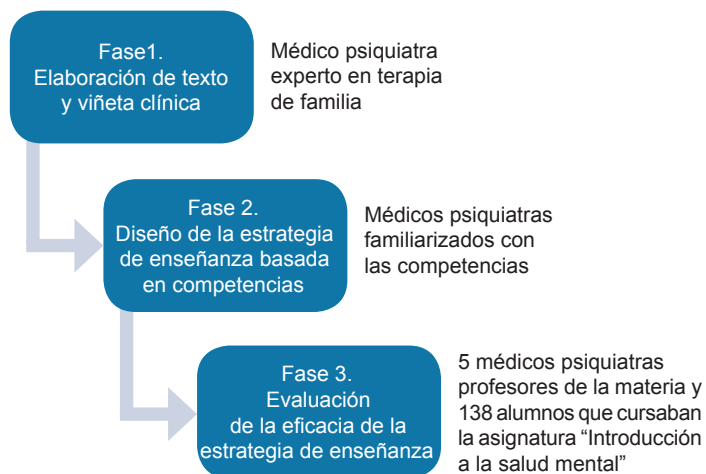 Fase1.
Elaboración de texto
y viñeta clínica
Médico psiquiatra
experto en terapia
de familia
Fase 2.
Diseño de la estrategia
de enseñanza basada
en competencias
Médicos psiquiatras
familiarizados con
las competencias
Fase 3.
Evaluación
de la eficacia de la
estrategia de enseñanza
5 médicos psiquiatras
profesores de la materia y
138 alumnos que cursaban
la asignatura “Introducción
a la salud mental”